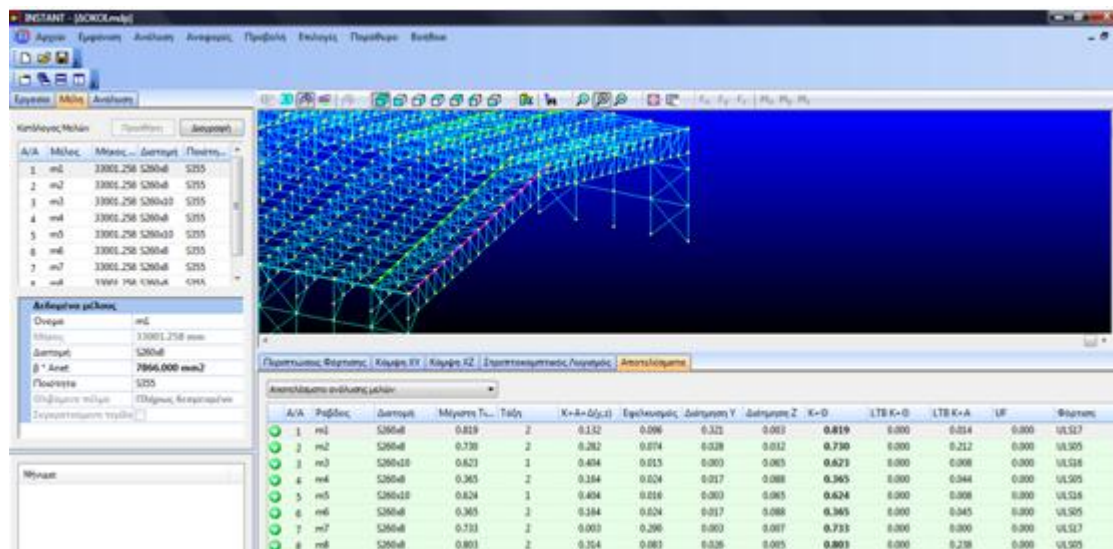 INSTANT - [ΔΟΚΟΙ.mdp]
Αρχείο Εμφάνιση Ανάλυση Αναφορές Προβολή Επιλογές Παράθυρο Βοήθεια
Εργασία Μέλη Ανάλυση
Κατάλογος Μελών Προσθήκη Διαγραφή
Α/Α Μέλος Μήκος... Διατομή Ποιότη...
1 m1 33001.258 S260x8 S355
2 m2 33001.258 S260x8 S355
3 m3 33001.258 S260x10 S355
4 m4 33001.258 S260x8 S355
5 m5 33001.258 S260x10 S355
6 m6 33001.258 S260x8 S355
7 m7 33001.258 S260x8 S355
Δεδομένα μέλους
Όνομα m1
Μήκος 33001.258 mm
Διατομή S260x8
β * Anet 7866.000 mm2
Ποιότητα S355
Θλιβόμενο πέλμα Πλήρως
Μήνυμα
Περιπτώσεις Φόρτισης Κάμψη XY Κάμψη XZ Στρεπτοκαμπτικός Λυγισμός Αποτελέσματα
Αποτελέσματα ανάλυσης μελών
Α/Α Ράβδος Διατομή Μέγιστη Τι... Τάξη Κ+Α+Δ(y,z) Εφελκυσμός Διάτμηση Y Διάτμηση Z Κ+Θ LTB Κ+Θ LTB Κ+Α UF Φόρτιση
1 m1 S260x8 0.819 2 0.132 0.096 0.321 0.003 0.819 0.000 0.014 0.000 ULS17
2 m2 S260x8 0.730 2 0.282 0.074 0.028 0.032 0.730 0.000 0.212 0.000 ULS05
3 m3 S260x10 0.623 1 0.404 0.015 0.003 0.065 0.623 0.000 0.008 0.000 ULS16
4 m4 S260x8 0.365 2 0.164 0.024 0.017 0.088 0.365 0.000 0.044 0.000 ULS05
5 m5 S260x10 0.624 1 0.404 0.016 0.003 0.065 0.624 0.000 0.008 0.000 ULS16
6 m6 S260x8 0.365 2 0.164 0.024 0.017 0.088 0.365 0.000 0.045 0.000 ULS05
7 m7 S260x8 0.733 2 0.003 0.290 0.003 0.007 0.733 0.000 0.000 0.000 ULS17
8 m8 S260x8 0.803 2 0.314 0.083 0.026 0.005 0.803 0.000 0.238 0.000 ULS05